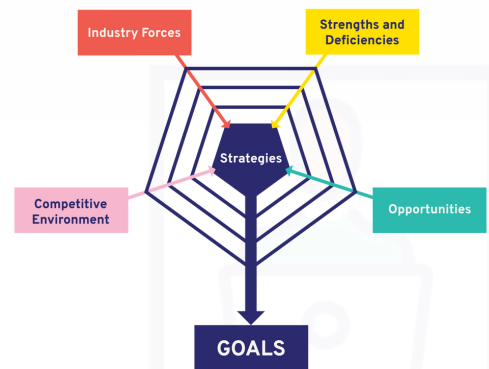 Industry Forces
Strengths and
Deficiencies
Strategies
Competitive
Environment
Opportunities
GOALS